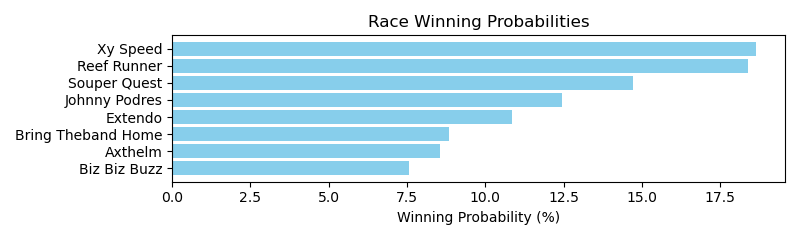 Race Winning Probabilities
Xy Speed
Reef Runner
Souper Quest
Johnny Podres
Extendo
Bring Theband Home
Axthelm
Biz Biz Buzz
0.0 2.5 5.0 7.5 10.0 12.5 15.0 17.5
Winning Probability (%)